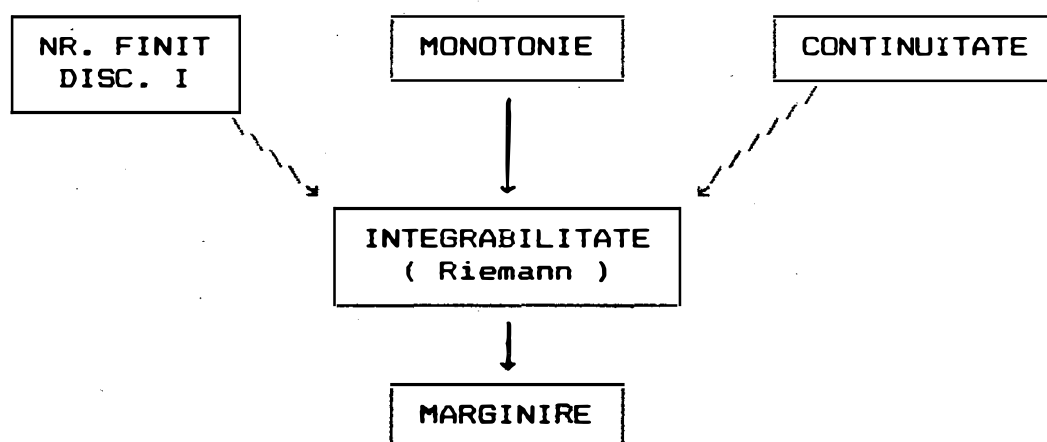 NR. FINIT
DISC. I
MONOTONIE
CONTINUITATE
INTEGRABILITATE
( Riemann )
MARGINIRE